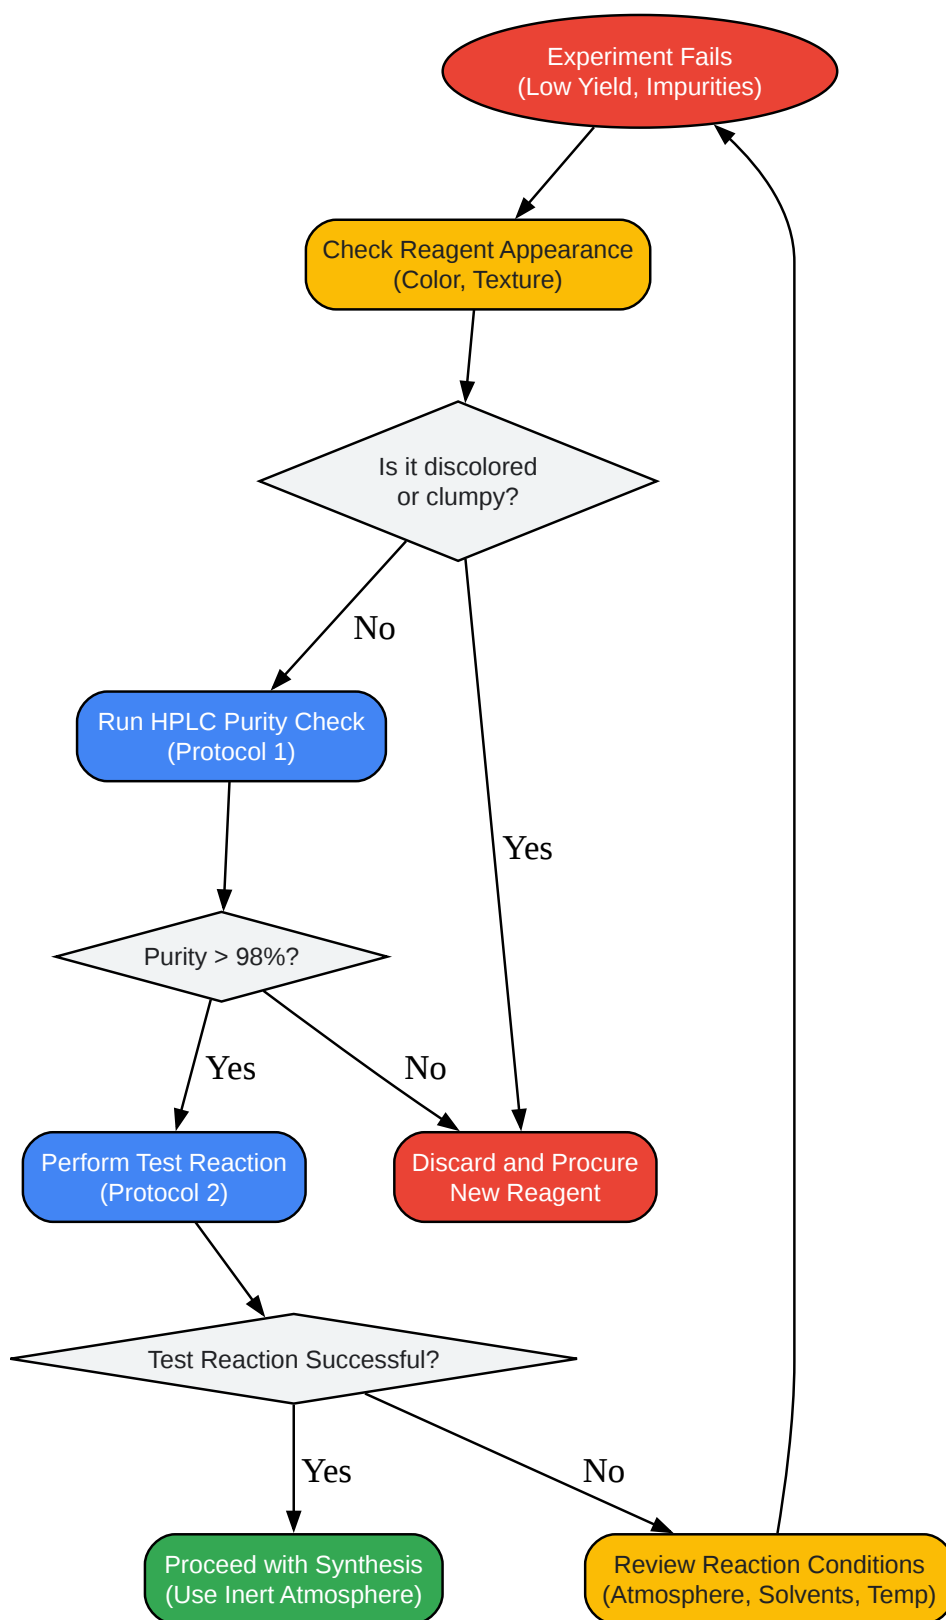 Experiment Fails
(Low Yield, Impurities)
Check Reagent Appearance
(Color, Texture)
Is it discolored
or clumpy?
No
Run HPLC Purity Check
(Protocol 1)
Yes
Purity > 98%?
Yes
No
Perform Test Reaction
(Protocol 2)
Discard and Procure
New Reagent
Test Reaction Successful?
Yes
No
Proceed with Synthesis
(Use Inert Atmosphere)
Review Reaction Conditions
(Atmosphere, Solvents, Temp)